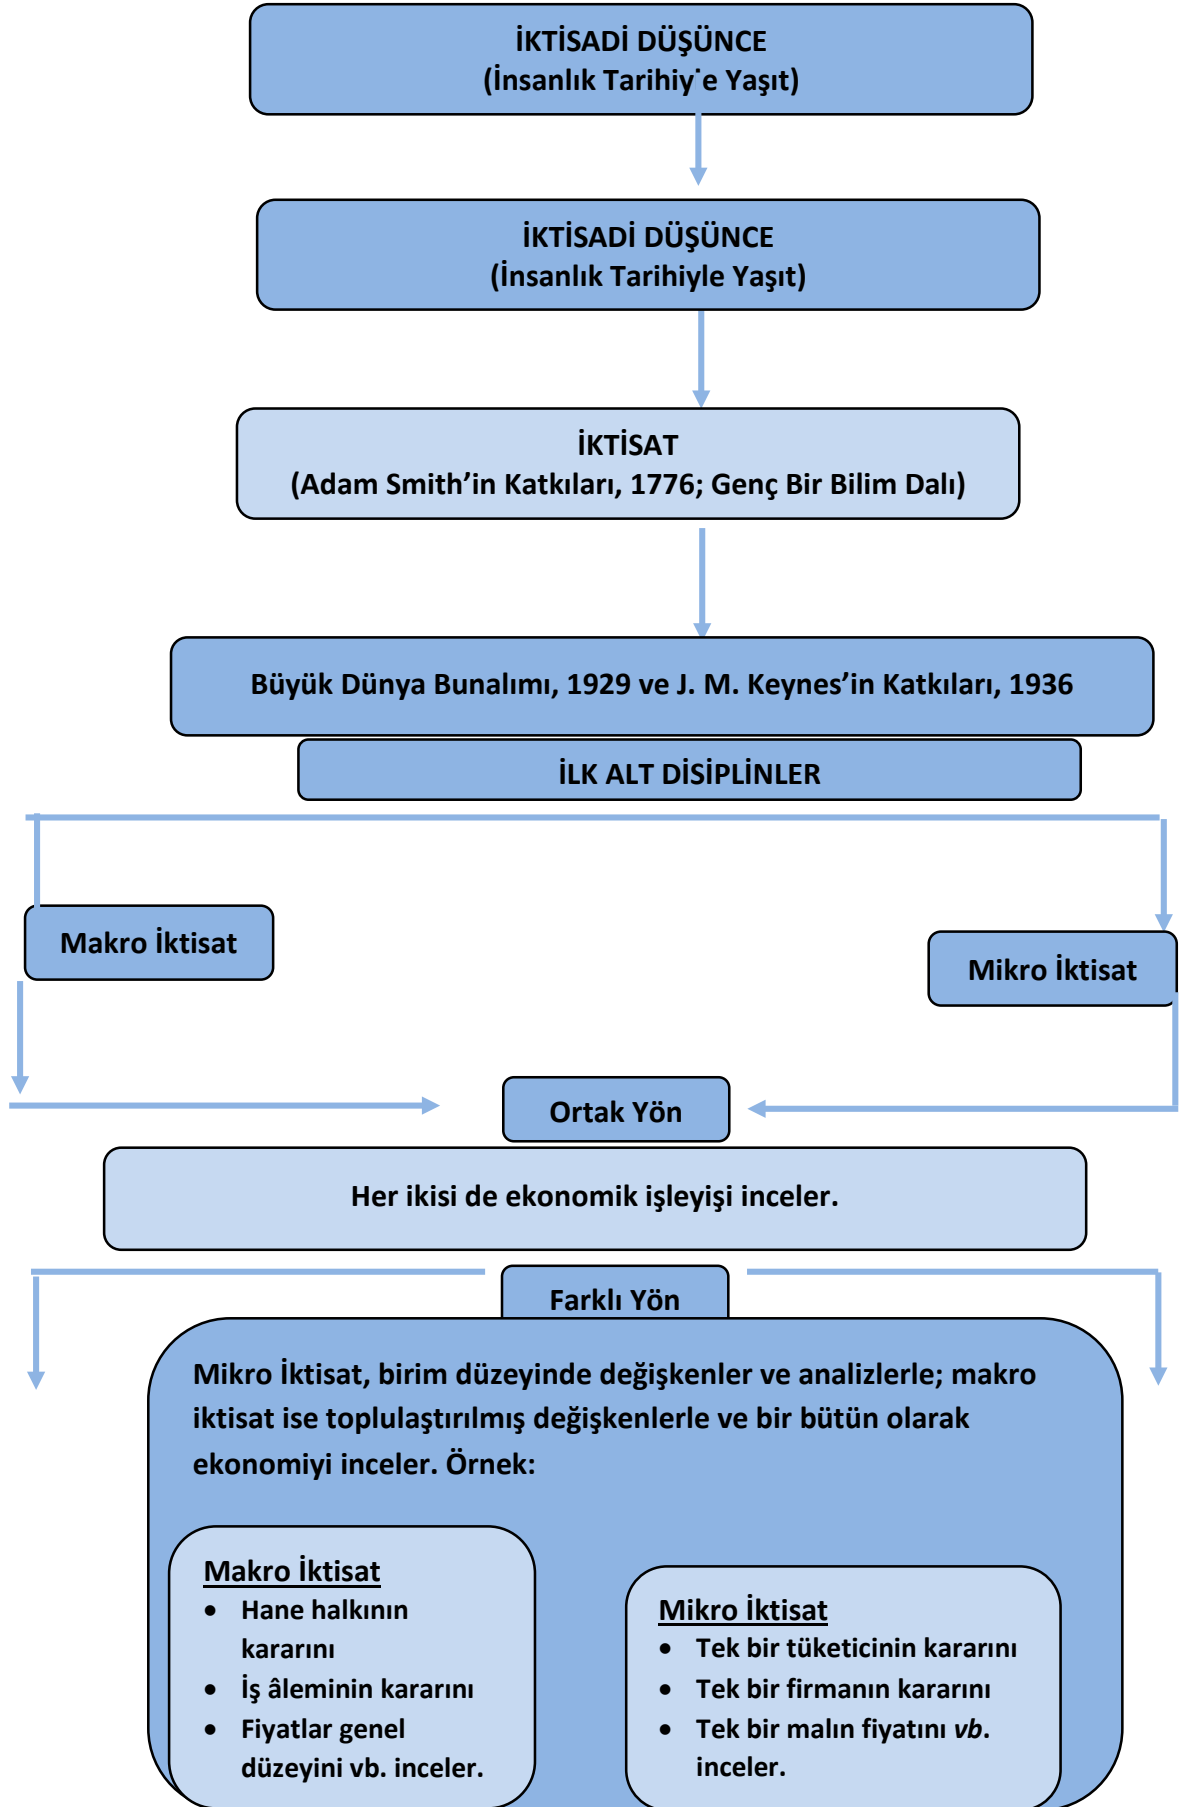 İKTİSADİ DÜŞÜNCE
(İnsanlık Tarihiy˙e Yaşıt)
İKTİSADİ DÜŞÜNCE
(İnsanlık Tarihiyle Yaşıt)
İKTİSAT
(Adam Smith’in Katkıları, 1776; Genç Bir Bilim Dalı)
Büyük Dünya Bunalımı, 1929 ve J. M. Keynes’in Katkıları, 1936
İLK ALT DİSİPLİNLER
Makro İktisat
Mikro İktisat
Ortak Yön
Her ikisi de ekonomik işleyişi inceler.
Farklı Yön
Mikro İktisat, birim düzeyinde değişkenler ve analizlerle; makro
iktisat ise toplulaştırılmış değişkenlerle ve bir bütün olarak
ekonomiyi inceler. Örnek:
Makro İktisat
• Hane halkının
kararını
• İş âleminin kararını
• Fiyatlar genel
düzeyini vb. inceler.
Mikro İktisat
• Tek bir tüketicinin kararını
• Tek bir firmanın kararını
• Tek bir malın fiyatını vb.
inceler.